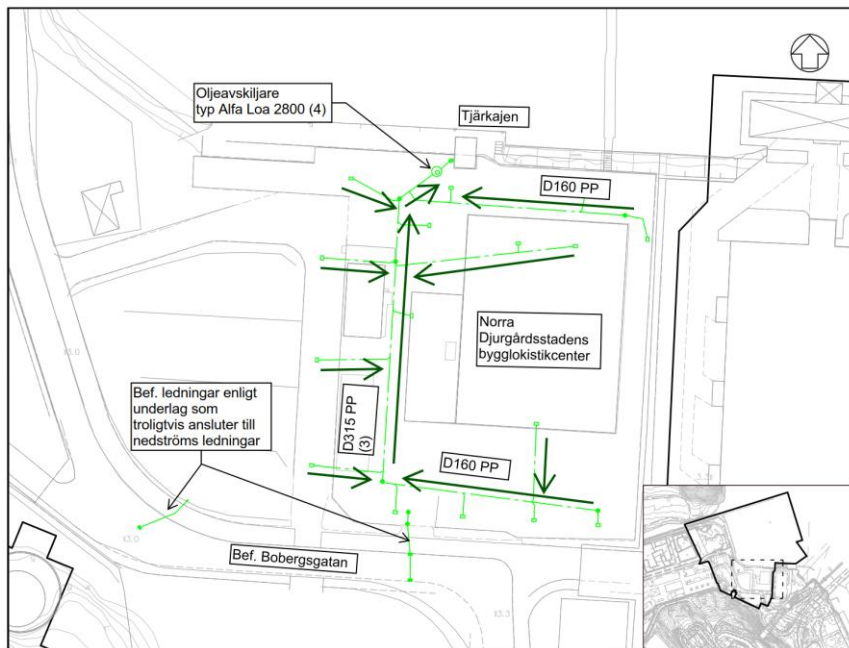 Oljeavskiljare
typ Alfa Loa 2800 (4)
Tjärkajen
D160 PP
Norra
Djurgårdsstadens
bygglokistikcenter
Bef. ledningar enligt
underlag som
troligtvis ansluter till
nedströms ledningar
D315 PP
(3)
D160 PP
Bef. Bobergsgatan